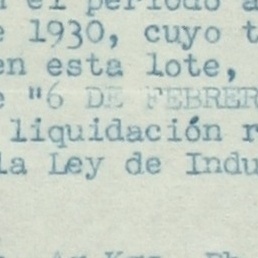 n el período a
e 1930, cuyo t
en esta lote,
e "6 DE FEBRER
liquidación r
la Ley de Indu